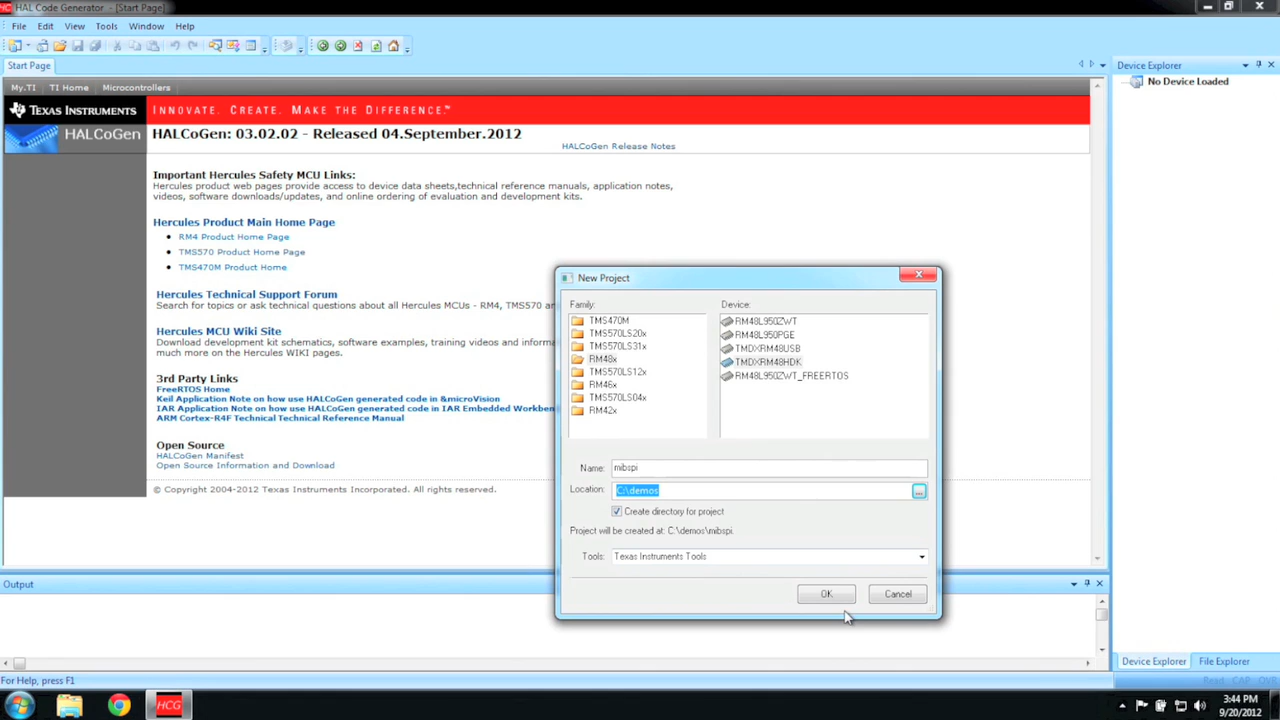 HAL Code Generator - [Start Page]
File Edit View Tools Window Help
Start Page
My.TI TI Home Microcontrollers
TEXAS INSTRUMENTS INNOVATE. CREATE. MAKE THE DIFFERENCE.™
HALCoGen HALCoGen: 03.02.02 - Released 04.September.2012
HALCoGen Release Notes
Important Hercules Safety MCU Links:
Hercules product web pages provide access to device data sheets,technical reference manuals, application notes,
videos, software downloads/updates, and online ordering of evaluation and development kits.
Hercules Product Main Home Page
RM4 Product Home Page
TMS570 Product Home Page
TMS470M Product Home
Hercules Technical Support Forum
Search for topics or ask technical questions about all Hercules MCUs - RM4, TMS570 and
Hercules MCU Wiki Site
Download development kit schematics, software examples, training videos and
much more on the Hercules WIKI pages.
3rd Party Links
FreeRTOS Home
Keil Application Note on how use HALCoGen generated code in &microVision
IAR Application Note on how use HALCoGen generated code in IAR Embedded
ARM Cortex-R4F Technical Technical Reference Manual
Open Source
HALCoGen Manifest
Open Source Information and Download
© Copyright 2004-2012 Texas Instruments Incorporated. All rights reserved.
New Project
Family:
TMS470M
TMS570LS20x
TMS570LS31x
RM48x
TMS570LS12x
RM46x
TMS570LS04x
RM42x
Device:
RM48L950ZWT
RM48L950PGE
TMDXRM48USB
TMDXRM48HDK
RM48L950ZWT_FREERTOS
Name: mibspi
Location: C:\demos ...
Create directory for project
Project will be created at: C:\demos\mibspi.
Tools: Texas Instruments Tools
OK Cancel
Device Explorer
No Device Loaded
Output
Device Explorer File Explorer
For Help, press F1
Read CAP OVR
HCG
3:44 PM
9/20/2012